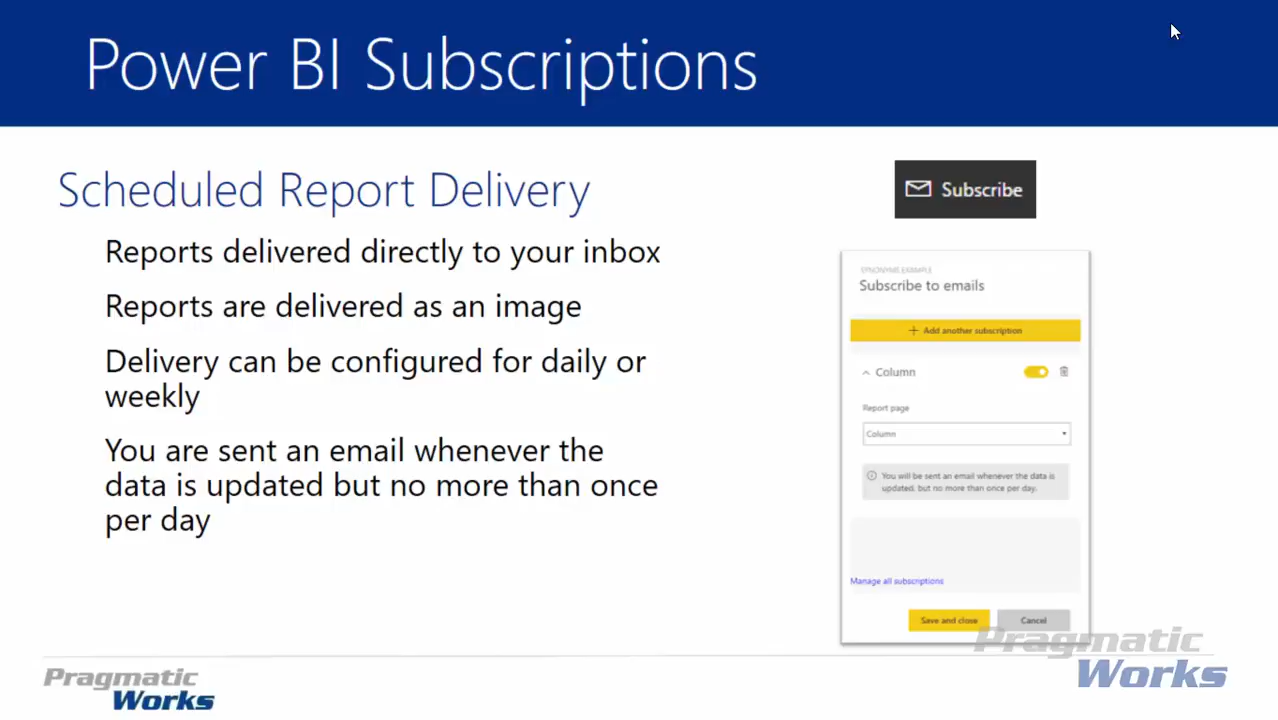 Power BI Subscriptions
Scheduled Report Delivery
Reports delivered directly to your inbox
Reports are delivered as an image
Delivery can be configured for daily or
weekly
You are sent an email whenever the
data is updated but no more than once
per day
Subscribe
SYNONYMS EXAMPLE
Subscribe to emails
+ Add another subscription
Column
Report page
Column
You will be sent an email whenever the data is
updated, but no more than once per day.
Manage all subscriptions
Save and close
Cancel
Pragmatic
Works
Pragmatic
Works